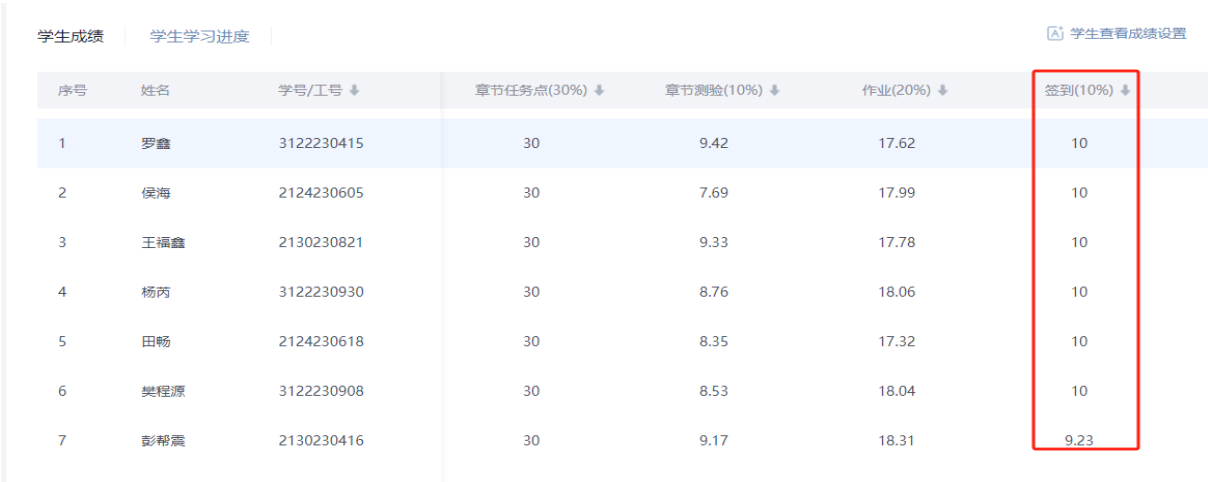 学生成绩 学生学习进度 学生查看成绩设置
序号 姓名 学号/工号 章节任务点(30%) 章节测验(10%) 作业(20%) 签到(10%)
1 罗鑫 3122230415 30 9.42 17.62 10
2 侯海 2124230605 30 7.69 17.99 10
3 王福鑫 2130230821 30 9.33 17.78 10
4 杨芮 3122230930 30 8.76 18.06 10
5 田畅 2124230618 30 8.35 17.32 10
6 樊程源 3122230908 30 8.53 18.04 10
7 彭帮震 2130230416 30 9.17 18.31 9.23